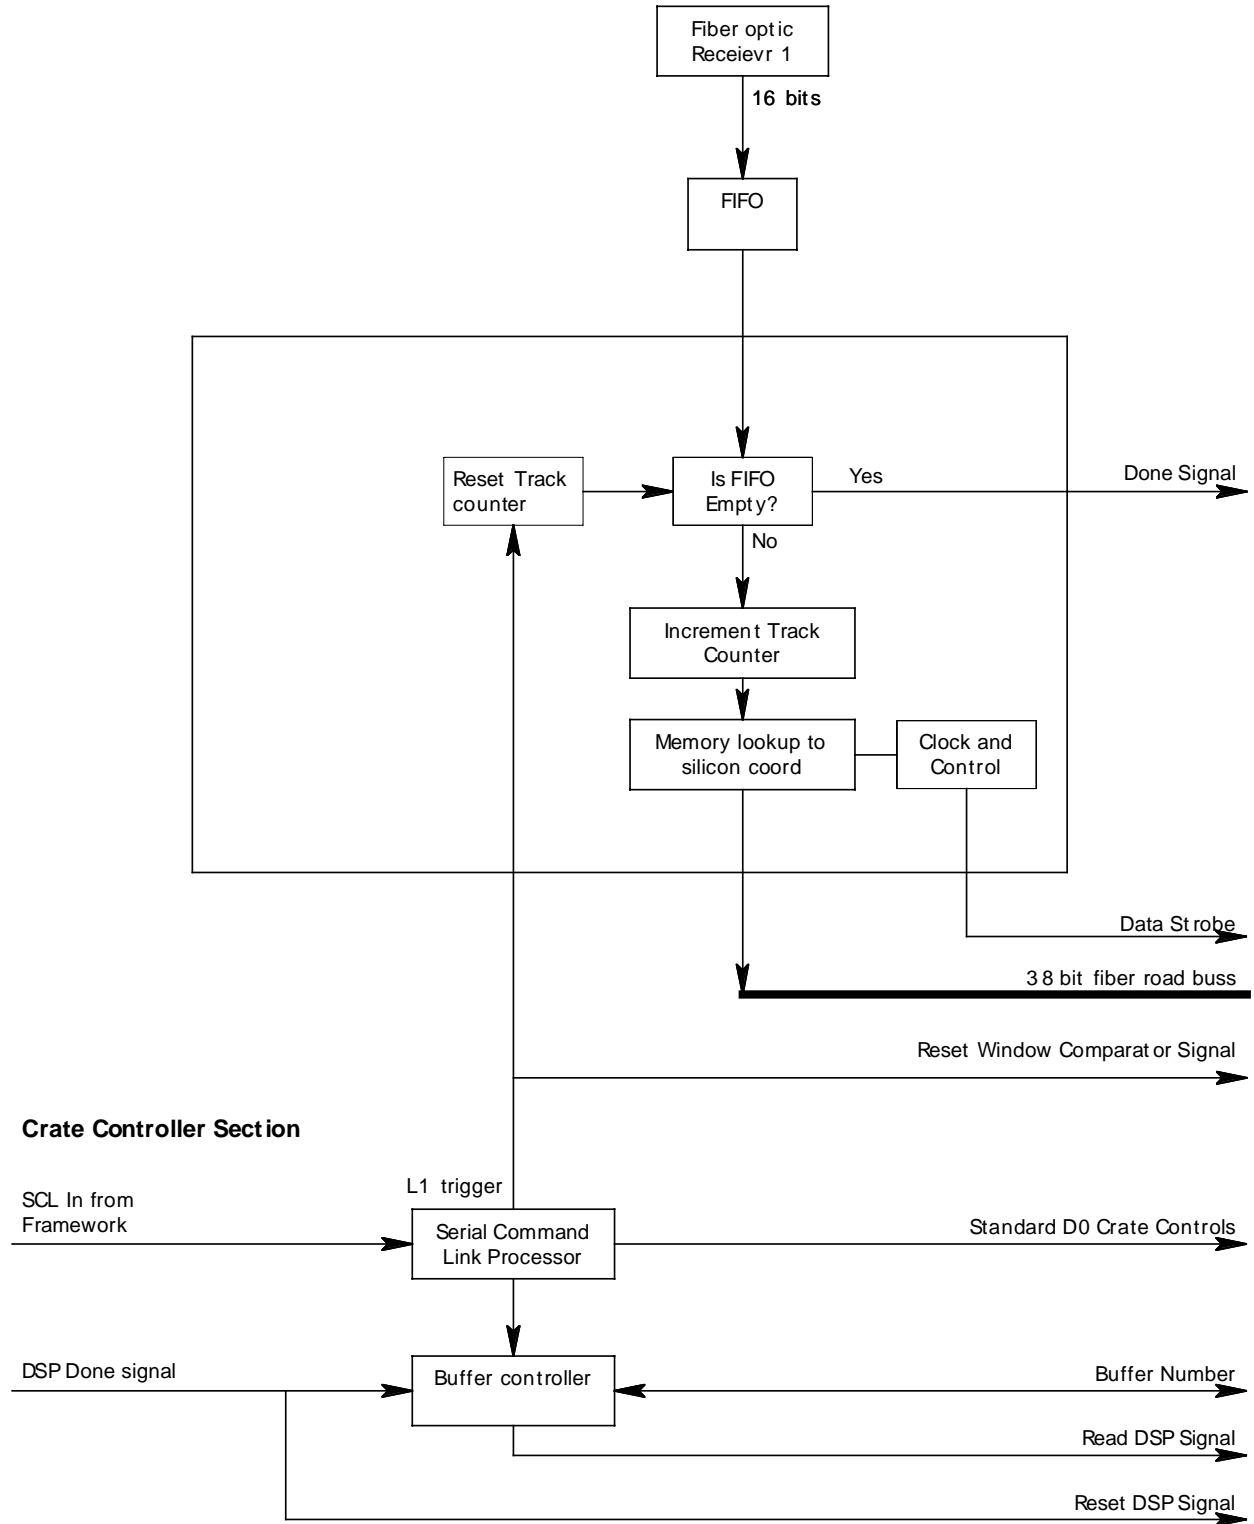 Fiber optic
Receievr 1
16 bits
FIFO
Reset Track
counter
Is FIFO
Empty?
Yes
Done Signal
No
Increment Track
Counter
Memory lookup to
silicon coord
Clock and
Control
Data Strobe
38 bit fiber road buss
Reset Window Comparator Signal
Crate Controller Section
L1 trigger
SCL In from
Framework
Serial Command
Link Processor
Standard D0 Crate Controls
DSP Done signal
Buffer controller
Buffer Number
Read DSP Signal
Reset DSP Signal